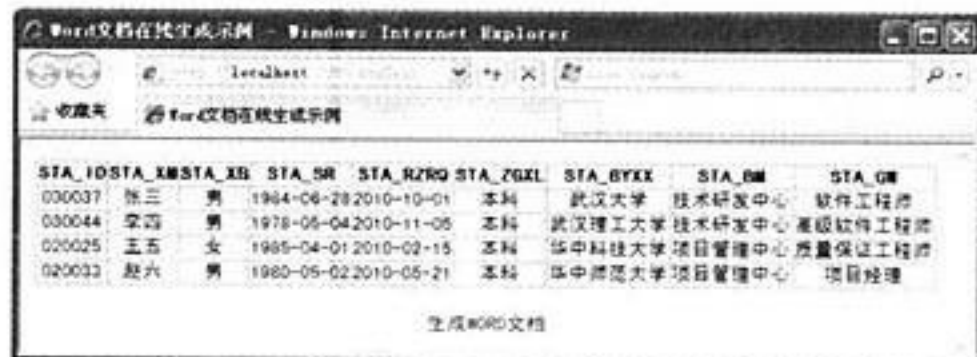 Word文档在线生成示例 - Windows Internet Explorer
localhost
收藏夹 Word文档在线生成示例
STA_ID STA_XM STA_XB STA_SR STA_RZRQ STA_ZGXL STA_BYXX STA_BM STA_GW
030037 张三 男 1984-06-28 2010-10-01 本科 武汉大学 技术研发中心 软件工程师
030044 李四 男 1978-05-04 2010-11-05 本科 武汉理工大学 技术研发中心 高级软件工程师
020025 王五 女 1985-04-01 2010-02-15 本科 华中科技大学 项目管理中心 质量保证工程师
020033 赵六 男 1980-05-02 2010-05-21 本科 华中师范大学 项目管理中心 项目经理
生成WORD文档